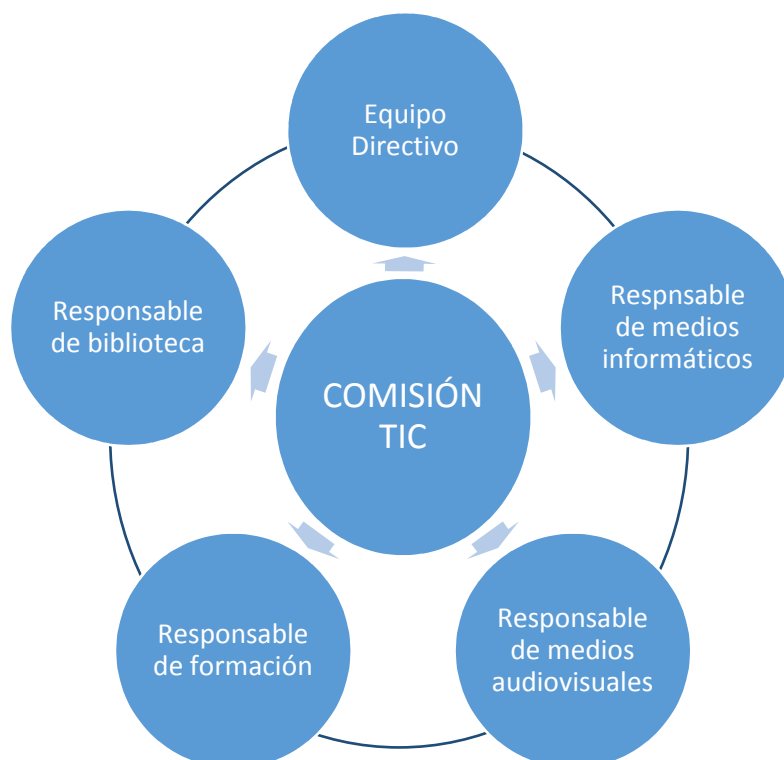 Equipo
Directivo
Respnsable
de medios
informáticos
Responsable
de medios
audiovisuales
Responsable
de formación
Responsable
de biblioteca
COMISIÓN
TIC